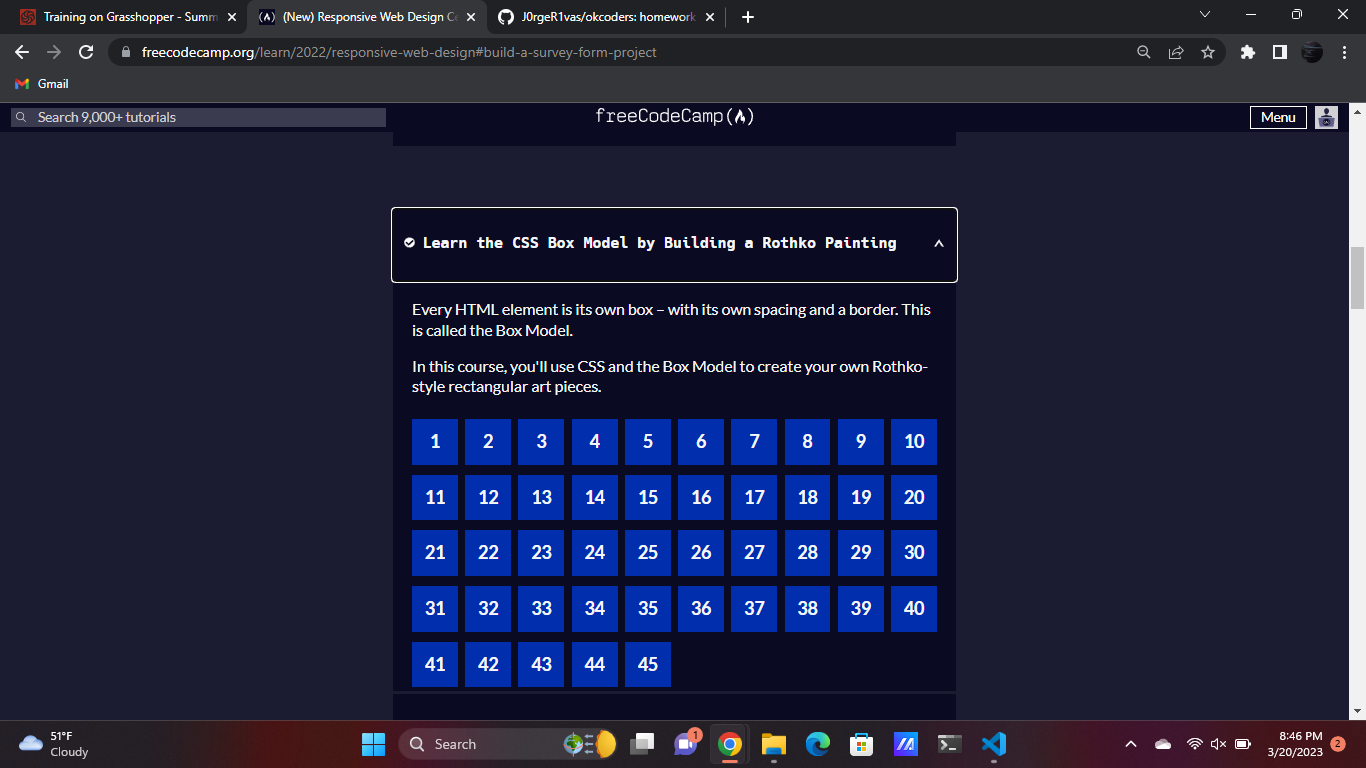 Training on Grasshopper - Summ
(New) Responsive Web Design Ce
J0rgeR1vas/okcoders: homework
freecodecamp.org/learn/2022/responsive-web-design#build-a-survey-form-project
Gmail
Search 9,000+ tutorials
freeCodeCamp
Menu
Learn the CSS Box Model by Building a Rothko Painting
Every HTML element is its own box – with its own spacing and a border. This
is called the Box Model.
In this course, you'll use CSS and the Box Model to create your own Rothko-
style rectangular art pieces.
1 2 3 4 5 6 7 8 9 10
11 12 13 14 15 16 17 18 19 20
21 22 23 24 25 26 27 28 29 30
31 32 33 34 35 36 37 38 39 40
41 42 43 44 45
51°F
Cloudy
Search
1
8:46 PM
3/20/2023
2